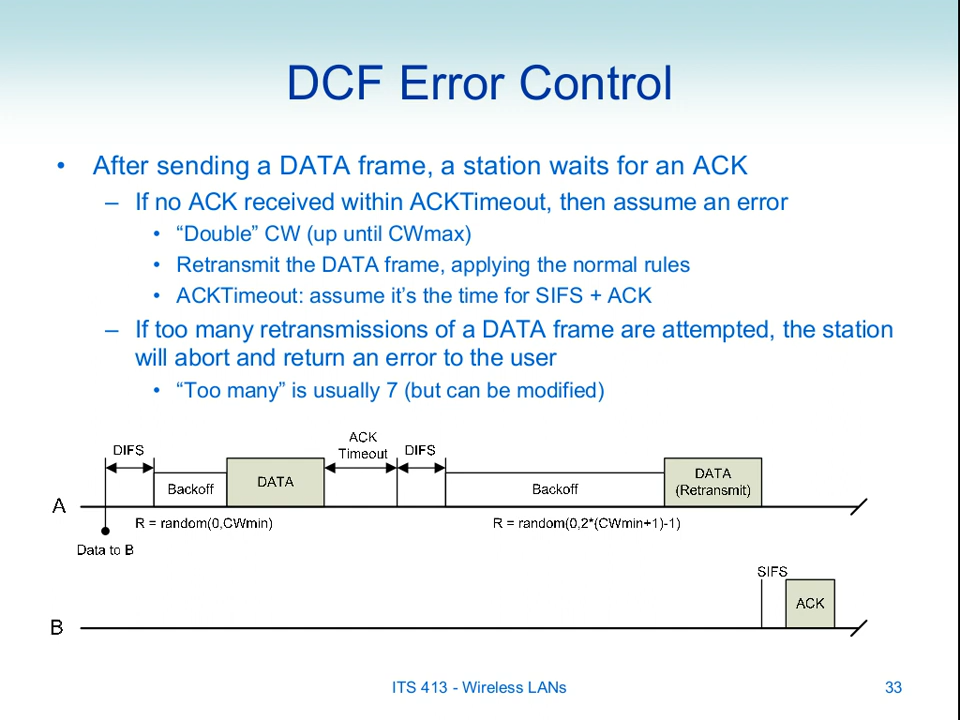 DCF Error Control
• After sending a DATA frame, a station waits for an ACK
– If no ACK received within ACKTimeout, then assume an error
• “Double” CW (up until CWmax)
• Retransmit the DATA frame, applying the normal rules
• ACKTimeout: assume it’s the time for SIFS + ACK
– If too many retransmissions of a DATA frame are attempted, the station
will abort and return an error to the user
• “Too many” is usually 7 (but can be modified)
DIFS
ACK
Timeout
DIFS
Backoff
DATA
Backoff
DATA
(Retransmit)
A
R = random(0,CWmin)
R = random(0,2*(CWmin+1)-1)
Data to B
SIFS
ACK
B
ITS 413 - Wireless LANs
33